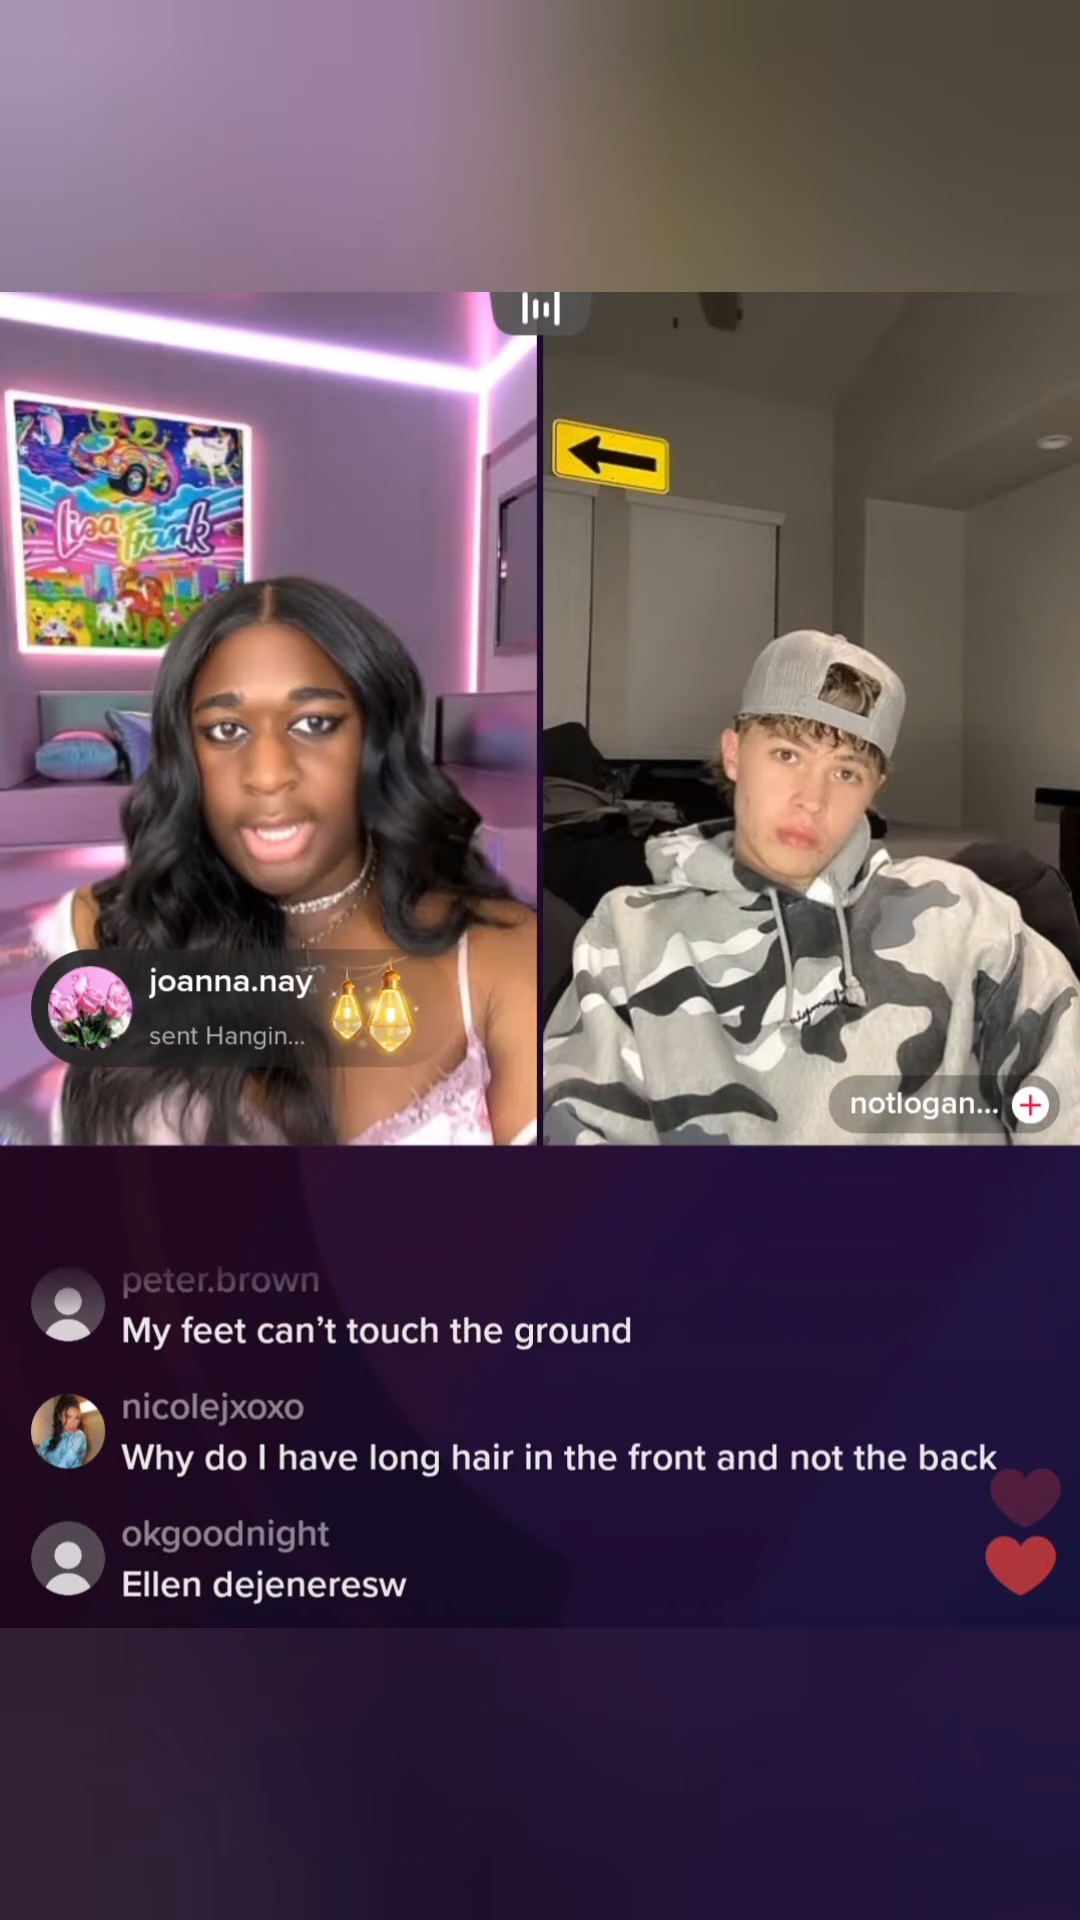 Lisa Frank
joanna.nay
sent Hangin...
notlogan...
peter.brown
My feet can’t touch the ground
nicolejxoxo
Why do I have long hair in the front and not the back
okgoodnight
Ellen dejeneresw